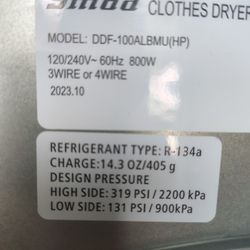 CLOTHES DRYER
MODEL: DDF-100ALBMU(HP)
120/240V~ 60Hz 800W
3WIRE or 4WIRE
2023.10
REFRIGERANT TYPE: R-134a
CHARGE:14.3 OZ/405 g
DESIGN PRESSURE
HIGH SIDE: 319 PSI / 2200 kPa
LOW SIDE: 131 PSI / 900kPa